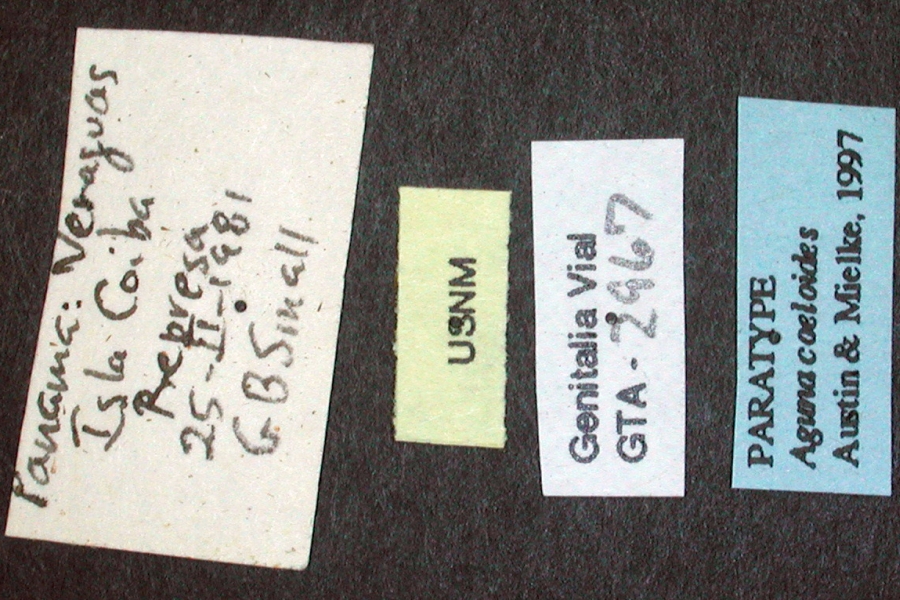 Panama: Veraguas
Isla Coiba
Represa
25-II-1981
G B Small
USNM
Genitalia Vial
GTA - 2967
PARATYPE
Aguna coeloides
Austin & Mielke, 1997